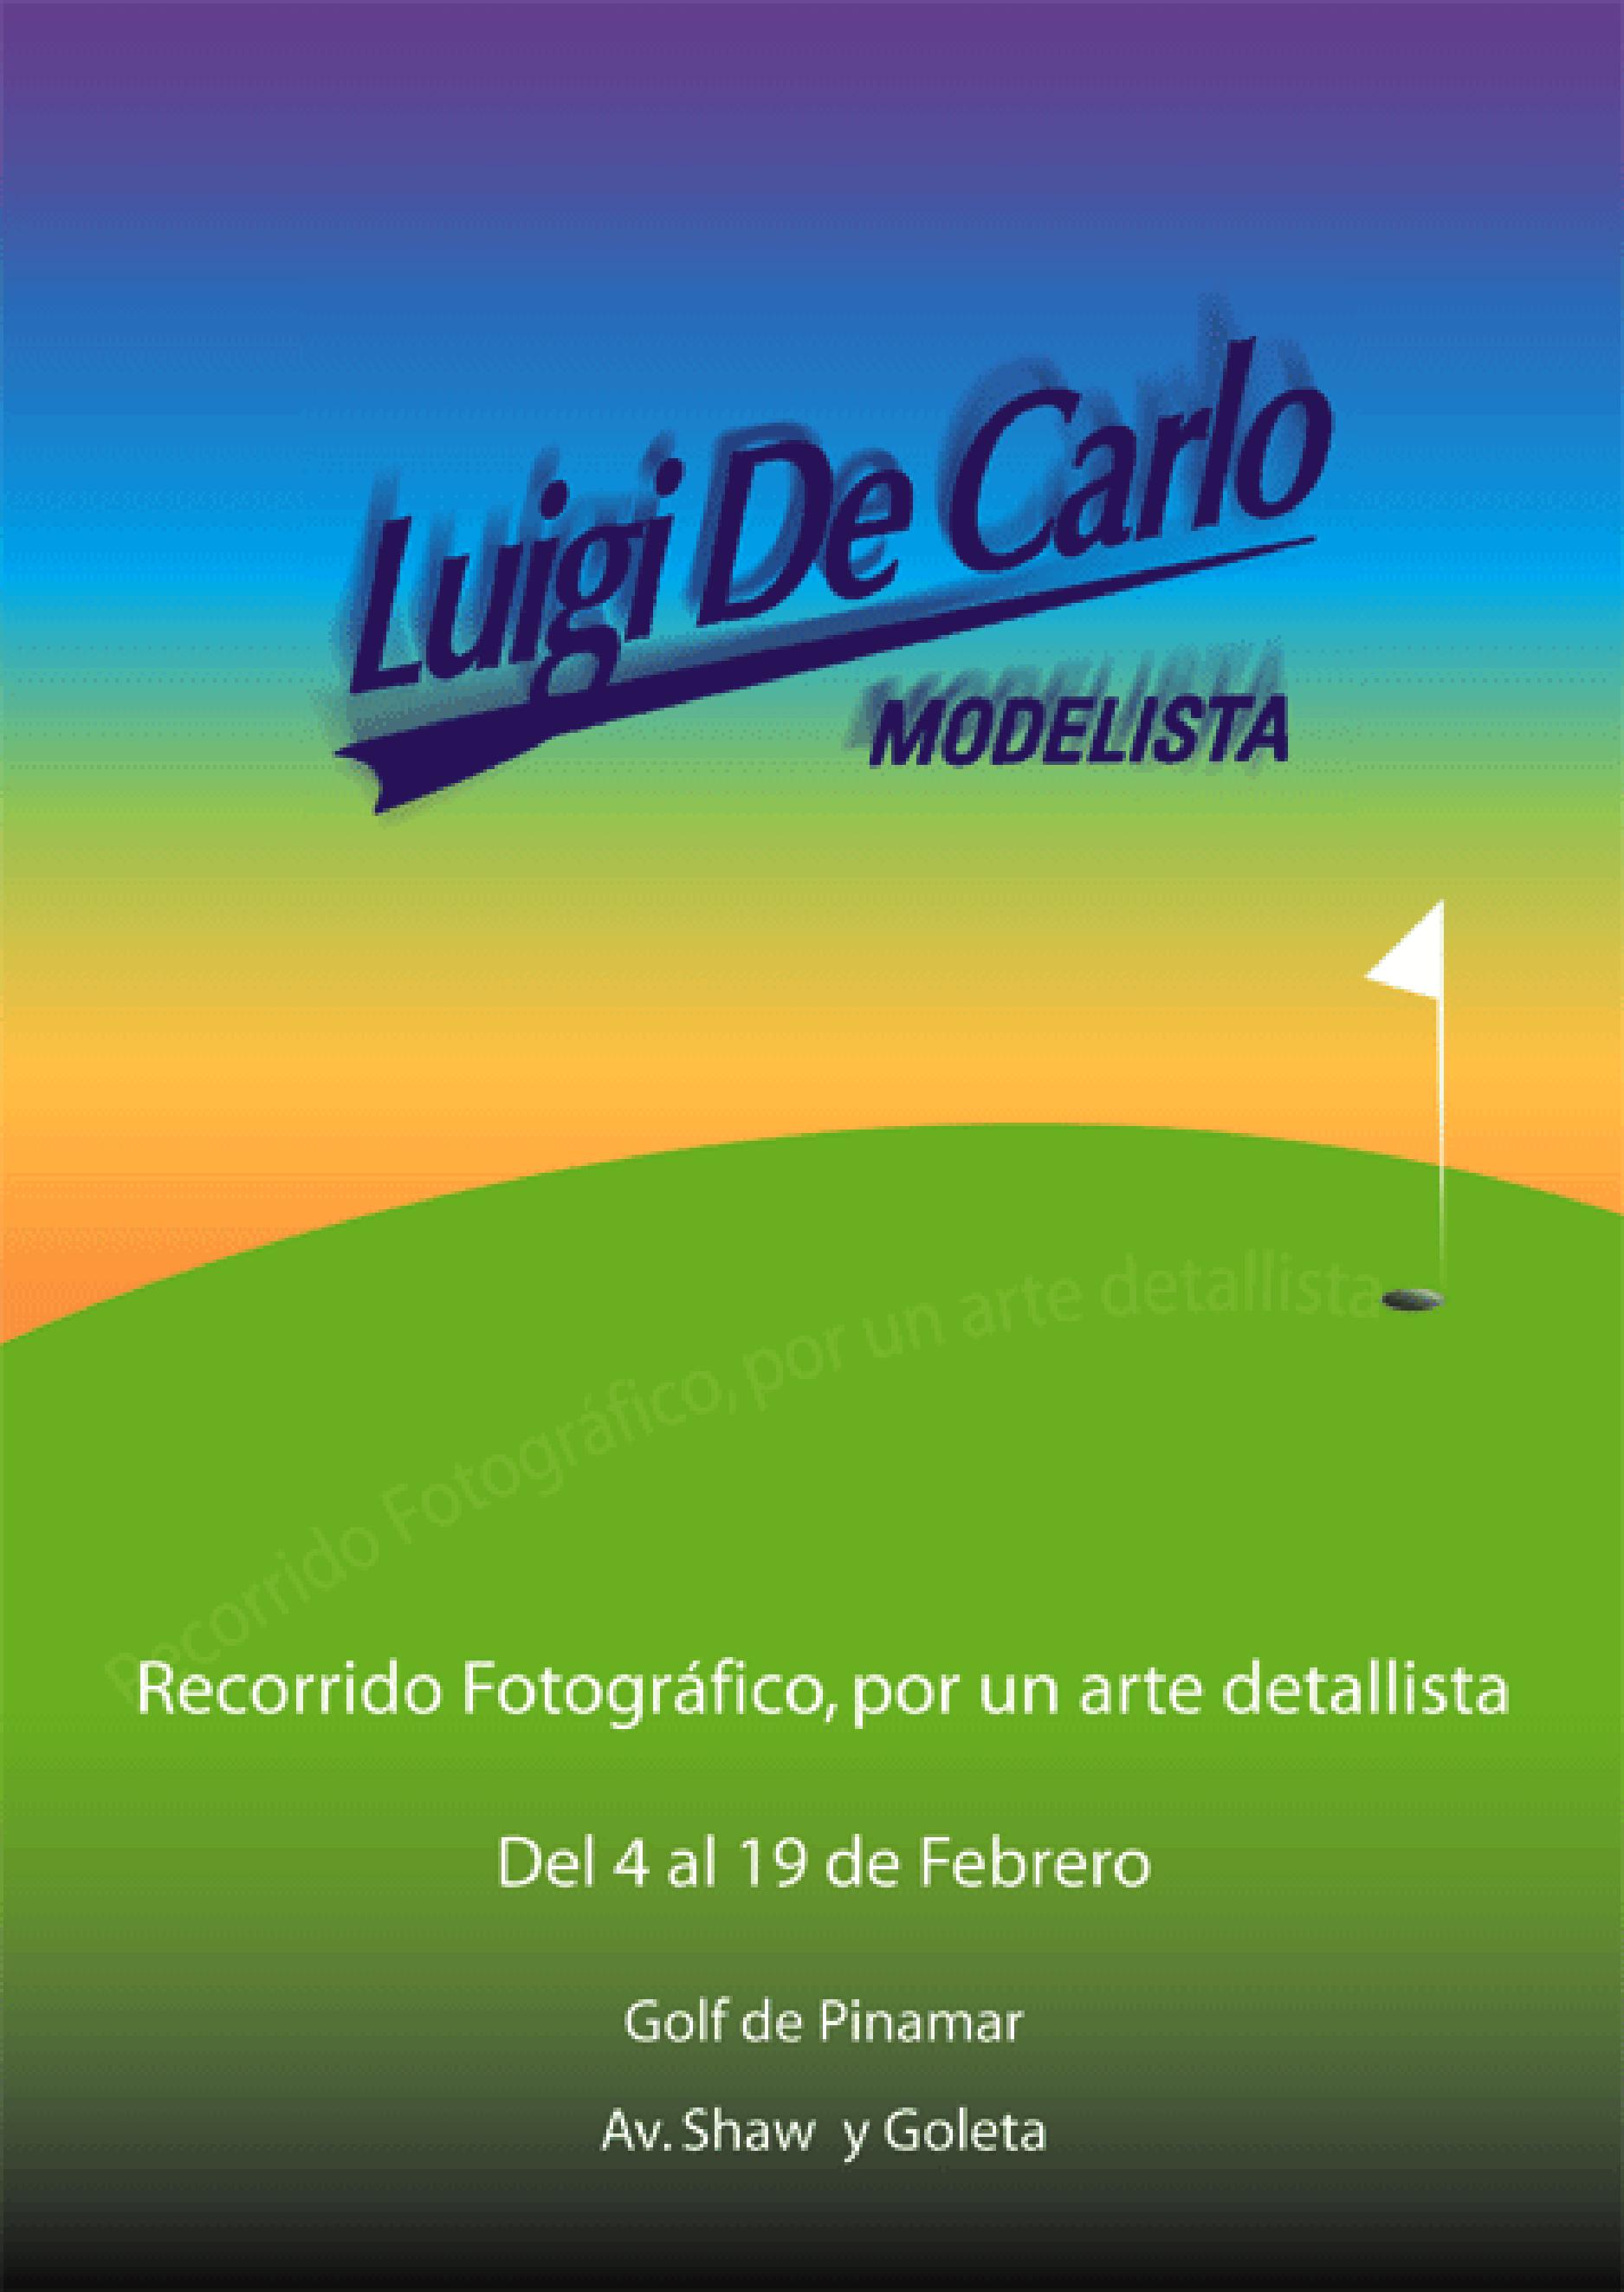 Luigi De Carlo
MODELISTA
Recorrido Fotográfico, por un arte detallista
Recorrido Fotográfico, por un arte detallista
Del 4 al 19 de Febrero
Golf de Pinamar
Av. Shaw y Goleta